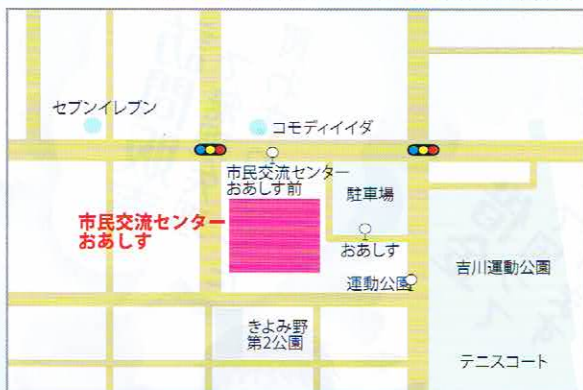 セブンイレブン
コモディイイダ
市民交流センター
おあしす前
駐車場
市民交流センター
おあしす
おあしす
運動公園
吉川運動公園
きよみ野
第2公園
テニスコート